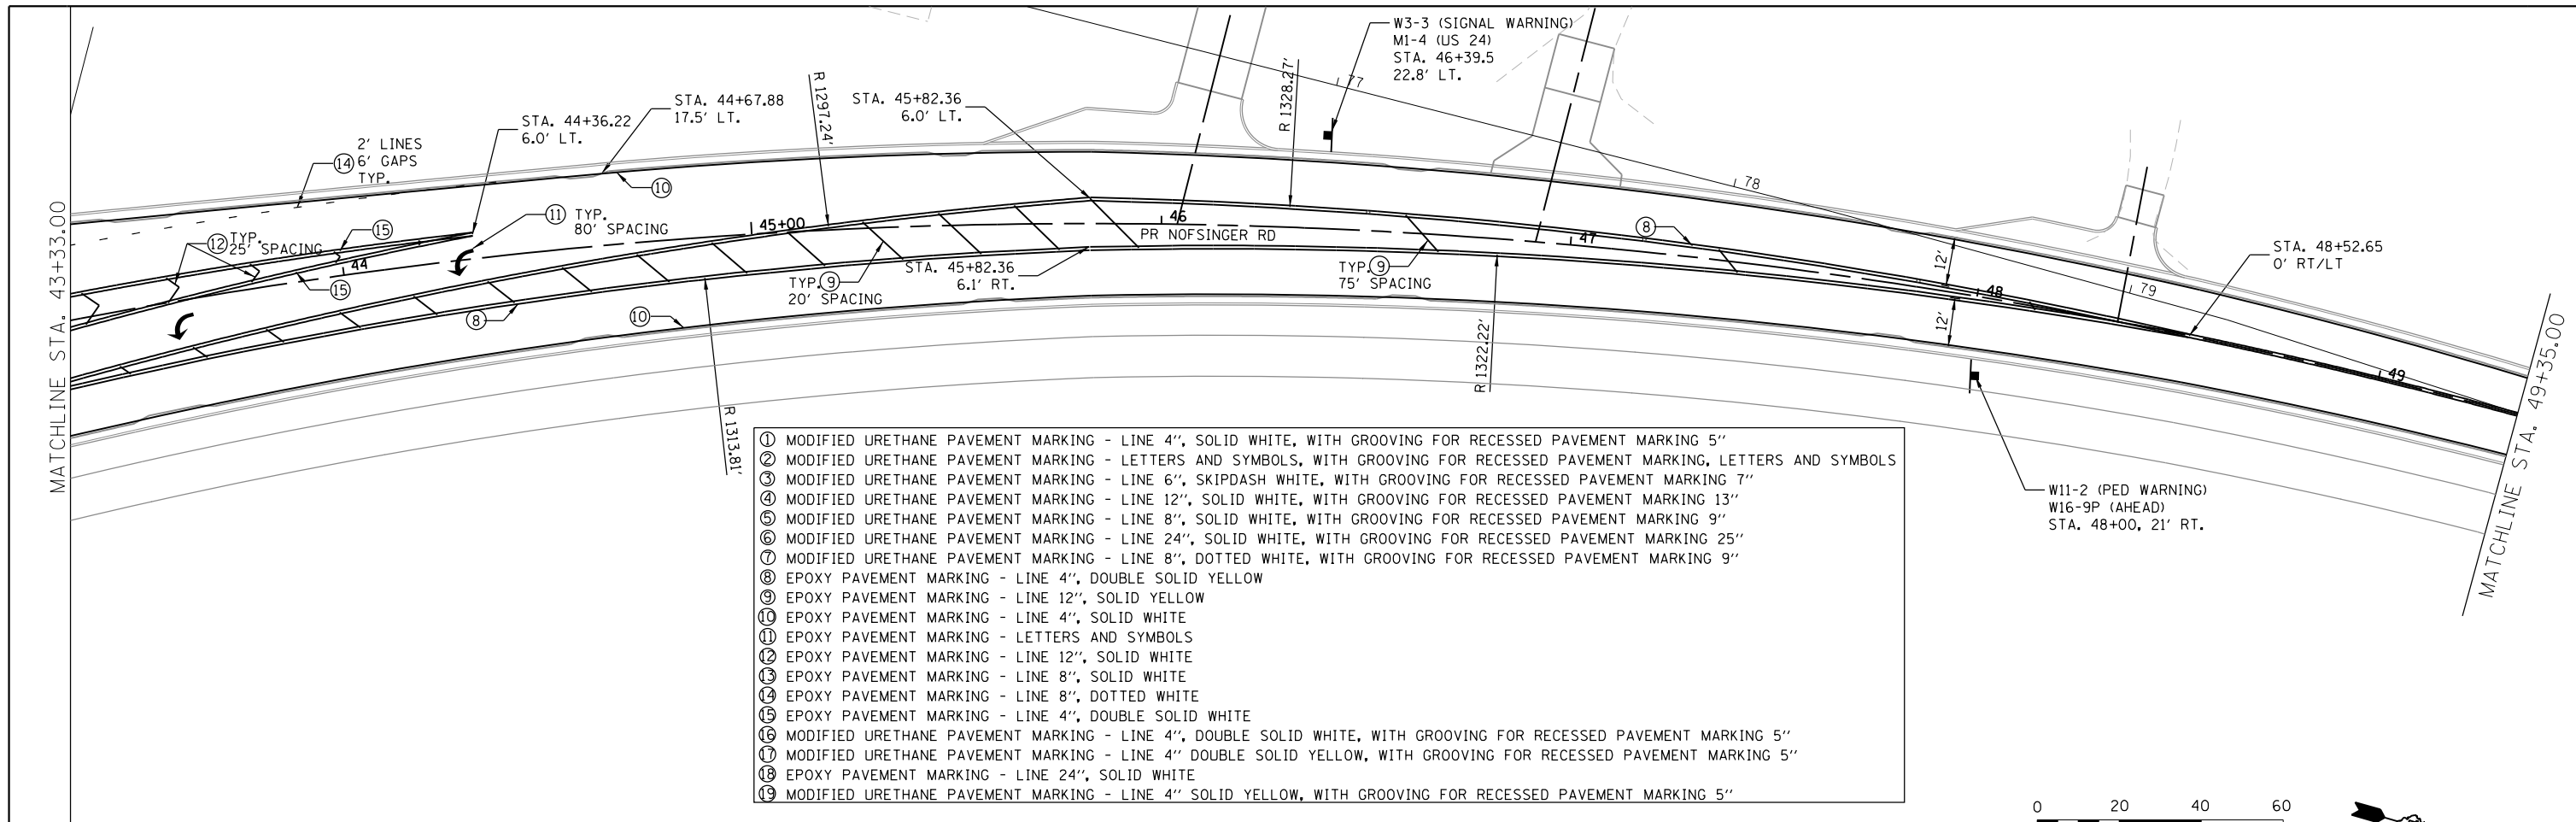 MATCHLINE STA. 43+33.00
2' LINES
6' GAPS
TYP.
14
STA. 44+36.22
6.0' LT.
STA. 44+67.88
17.5' LT.
10
R 1297.24'
STA. 45+82.36
6.0' LT.
R 1328.27'
W3-3 (SIGNAL WARNING)
M1-4 (US 24)
STA. 46+39.5
22.8' LT.
77
78
79
12 TYP.
25' SPACING
15
11 TYP.
80' SPACING
15
44
45+00
46
PR NOFSINGER RD
47
48
49
8
TYP. 9
20' SPACING
STA. 45+82.36
6.1' RT.
TYP. 9
75' SPACING
8
12'
12'
STA. 48+52.65
0' RT/LT
10
R 1313.81'
R 1322.22'
W11-2 (PED WARNING)
W16-9P (AHEAD)
STA. 48+00, 21' RT.
MATCHLINE STA. 49+35.00
1 MODIFIED URETHANE PAVEMENT MARKING - LINE 4", SOLID WHITE, WITH GROOVING FOR RECESSED PAVEMENT MARKING 5"
2 MODIFIED URETHANE PAVEMENT MARKING - LETTERS AND SYMBOLS, WITH GROOVING FOR RECESSED PAVEMENT MARKING, LETTERS AND SYMBOLS
3 MODIFIED URETHANE PAVEMENT MARKING - LINE 6", SKIPDASH WHITE, WITH GROOVING FOR RECESSED PAVEMENT MARKING 7"
4 MODIFIED URETHANE PAVEMENT MARKING - LINE 12", SOLID WHITE, WITH GROOVING FOR RECESSED PAVEMENT MARKING 13"
5 MODIFIED URETHANE PAVEMENT MARKING - LINE 8", SOLID WHITE, WITH GROOVING FOR RECESSED PAVEMENT MARKING 9"
6 MODIFIED URETHANE PAVEMENT MARKING - LINE 24", SOLID WHITE, WITH GROOVING FOR RECESSED PAVEMENT MARKING 25"
7 MODIFIED URETHANE PAVEMENT MARKING - LINE 8", DOTTED WHITE, WITH GROOVING FOR RECESSED PAVEMENT MARKING 9"
8 EPOXY PAVEMENT MARKING - LINE 4", DOUBLE SOLID YELLOW
9 EPOXY PAVEMENT MARKING - LINE 12", SOLID YELLOW
10 EPOXY PAVEMENT MARKING - LINE 4", SOLID WHITE
11 EPOXY PAVEMENT MARKING - LETTERS AND SYMBOLS
12 EPOXY PAVEMENT MARKING - LINE 12", SOLID WHITE
13 EPOXY PAVEMENT MARKING - LINE 8", SOLID WHITE
14 EPOXY PAVEMENT MARKING - LINE 8", DOTTED WHITE
15 EPOXY PAVEMENT MARKING - LINE 4", DOUBLE SOLID WHITE
16 MODIFIED URETHANE PAVEMENT MARKING - LINE 4", DOUBLE SOLID WHITE, WITH GROOVING FOR RECESSED PAVEMENT MARKING 5"
17 MODIFIED URETHANE PAVEMENT MARKING - LINE 4" DOUBLE SOLID YELLOW, WITH GROOVING FOR RECESSED PAVEMENT MARKING 5"
18 EPOXY PAVEMENT MARKING - LINE 24", SOLID WHITE
19 MODIFIED URETHANE PAVEMENT MARKING - LINE 4" SOLID YELLOW, WITH GROOVING FOR RECESSED PAVEMENT MARKING 5"
0 20 40 60